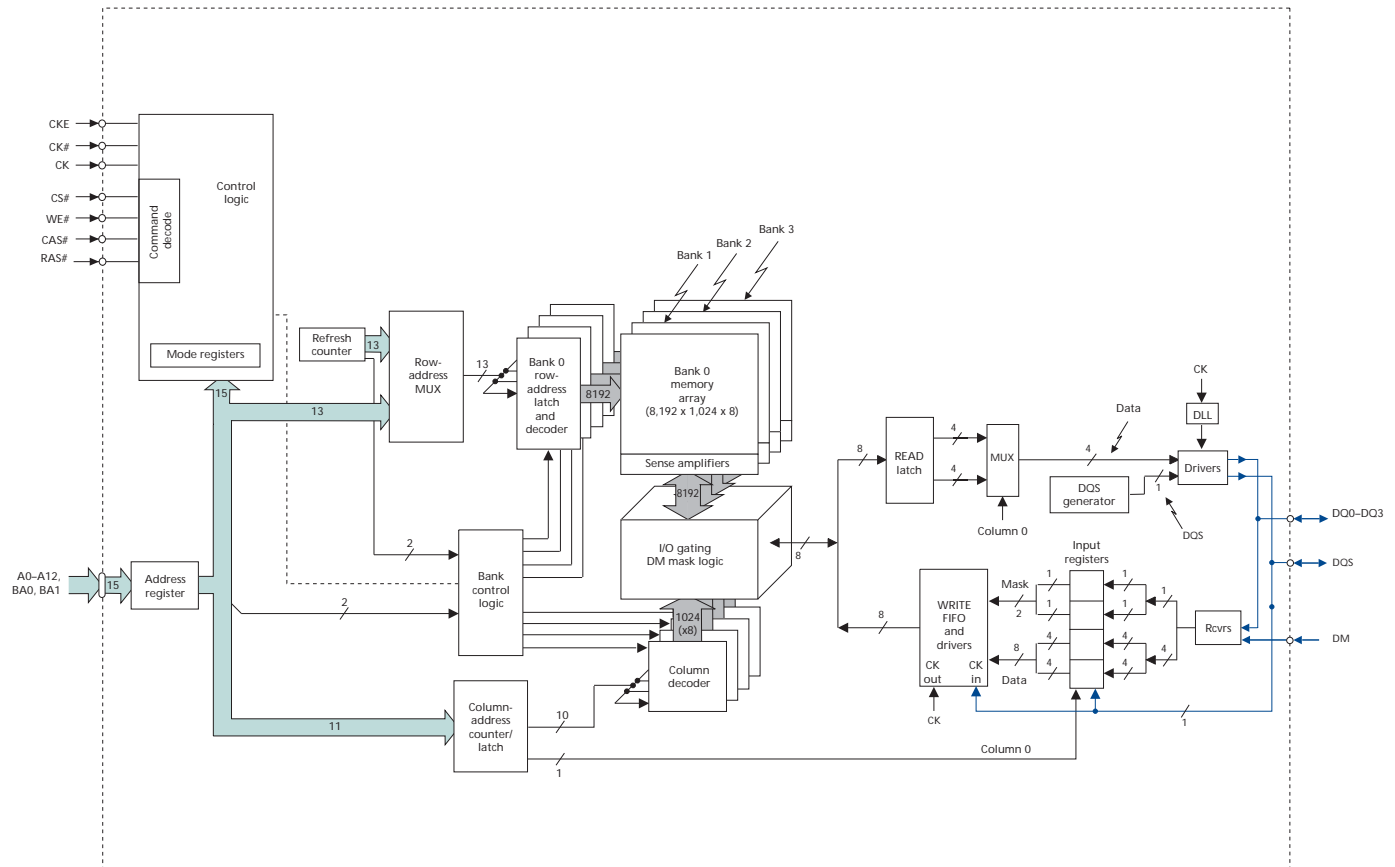 CKE
CK#
CK
CS#
WE#
CAS#
RAS#
Control
logic
Command
decode
Mode registers
15
Refresh
counter
13
13
Row-
address
MUX
13
Bank 0
row-
address
latch
and
decoder
8192
Bank 1
Bank 2
Bank 3
Bank 0
memory
array
(8,192 x 1,024 x 8)
Sense amplifiers
8192
I/O gating
DM mask logic
8
8
READ
latch
4
4
MUX
Column 0
Data
4
CK
DLL
Drivers
DQS
generator
1
DQS
DQ0–DQ3
DQS
DM
A0–A12,
BA0, BA1
15
Address
register
2
2
Bank
control
logic
1024
(x8)
Column
decoder
11
Column-
address
counter/
latch
10
1
Column 0
8
WRITE
FIFO
and
drivers
CK
out
CK
in
CK
Mask
2
8
Data
Input
registers
1
1
4
4
1
1
4
4
1
4
Rcvrs
1